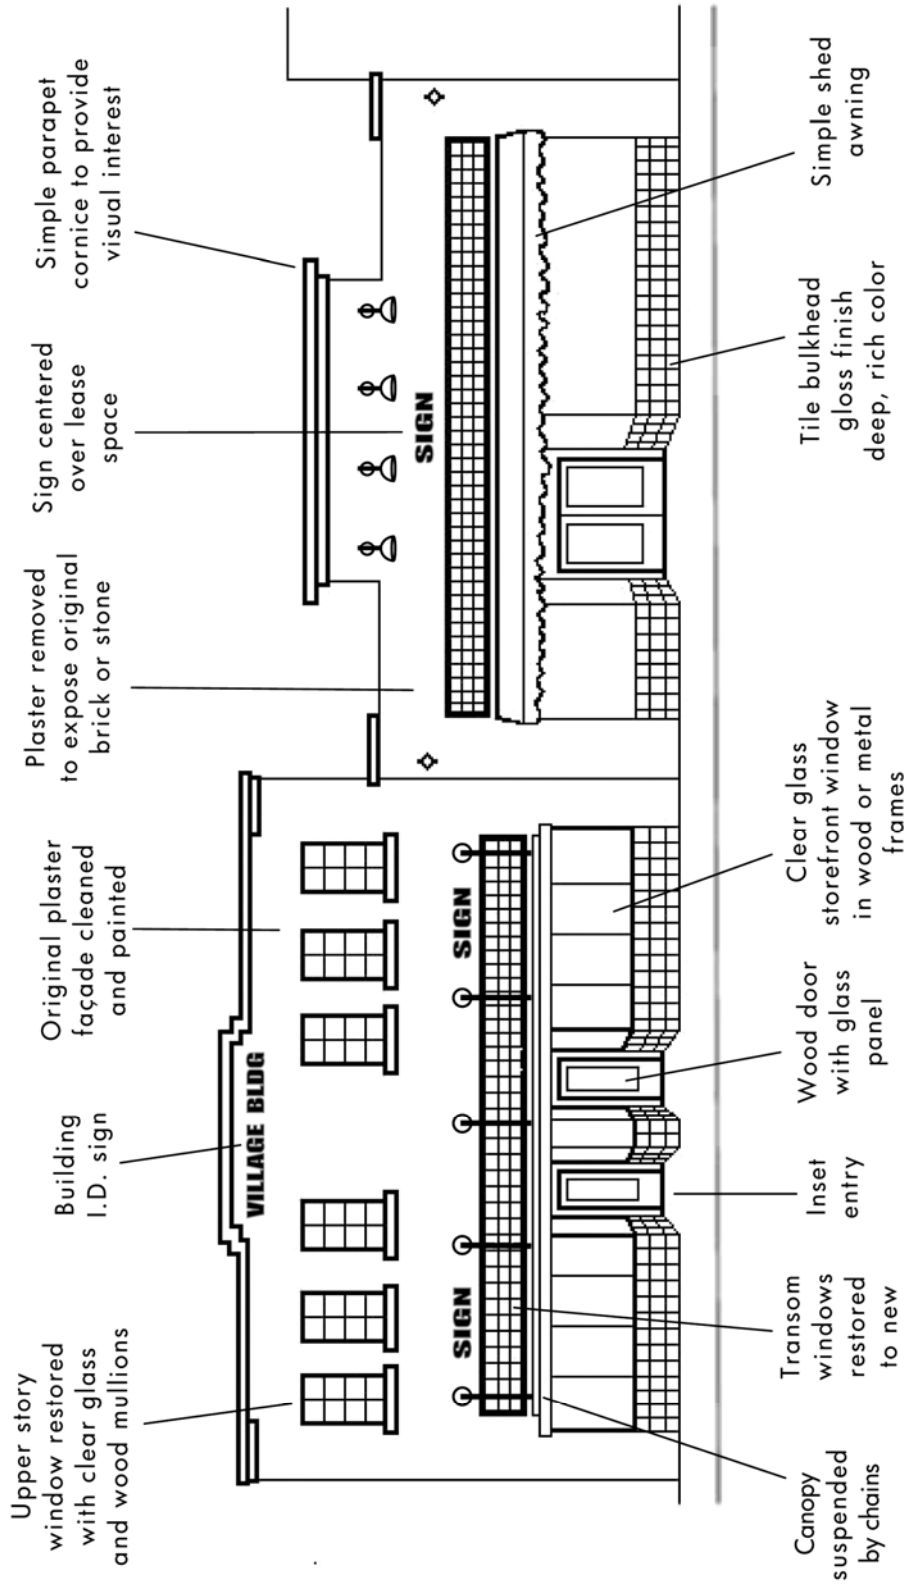 Upper story
window restored
with clear glass
and wood mullions
Building
I.D. sign
Original plaster
façade cleaned
and painted
Plaster removed
to expose original
brick or stone
Sign centered
over lease
space
Simple parapet
cornice to provide
visual interest
VILLAGE BLDG
SIGN
SIGN
SIGN
Canopy
suspended
by chains
Transom
windows
restored
to new
Inset
entry
Wood door
with glass
panel
Clear glass
storefront window
in wood or metal
frames
Tile bulkhead
gloss finish
deep, rich color
Simple shed
awning